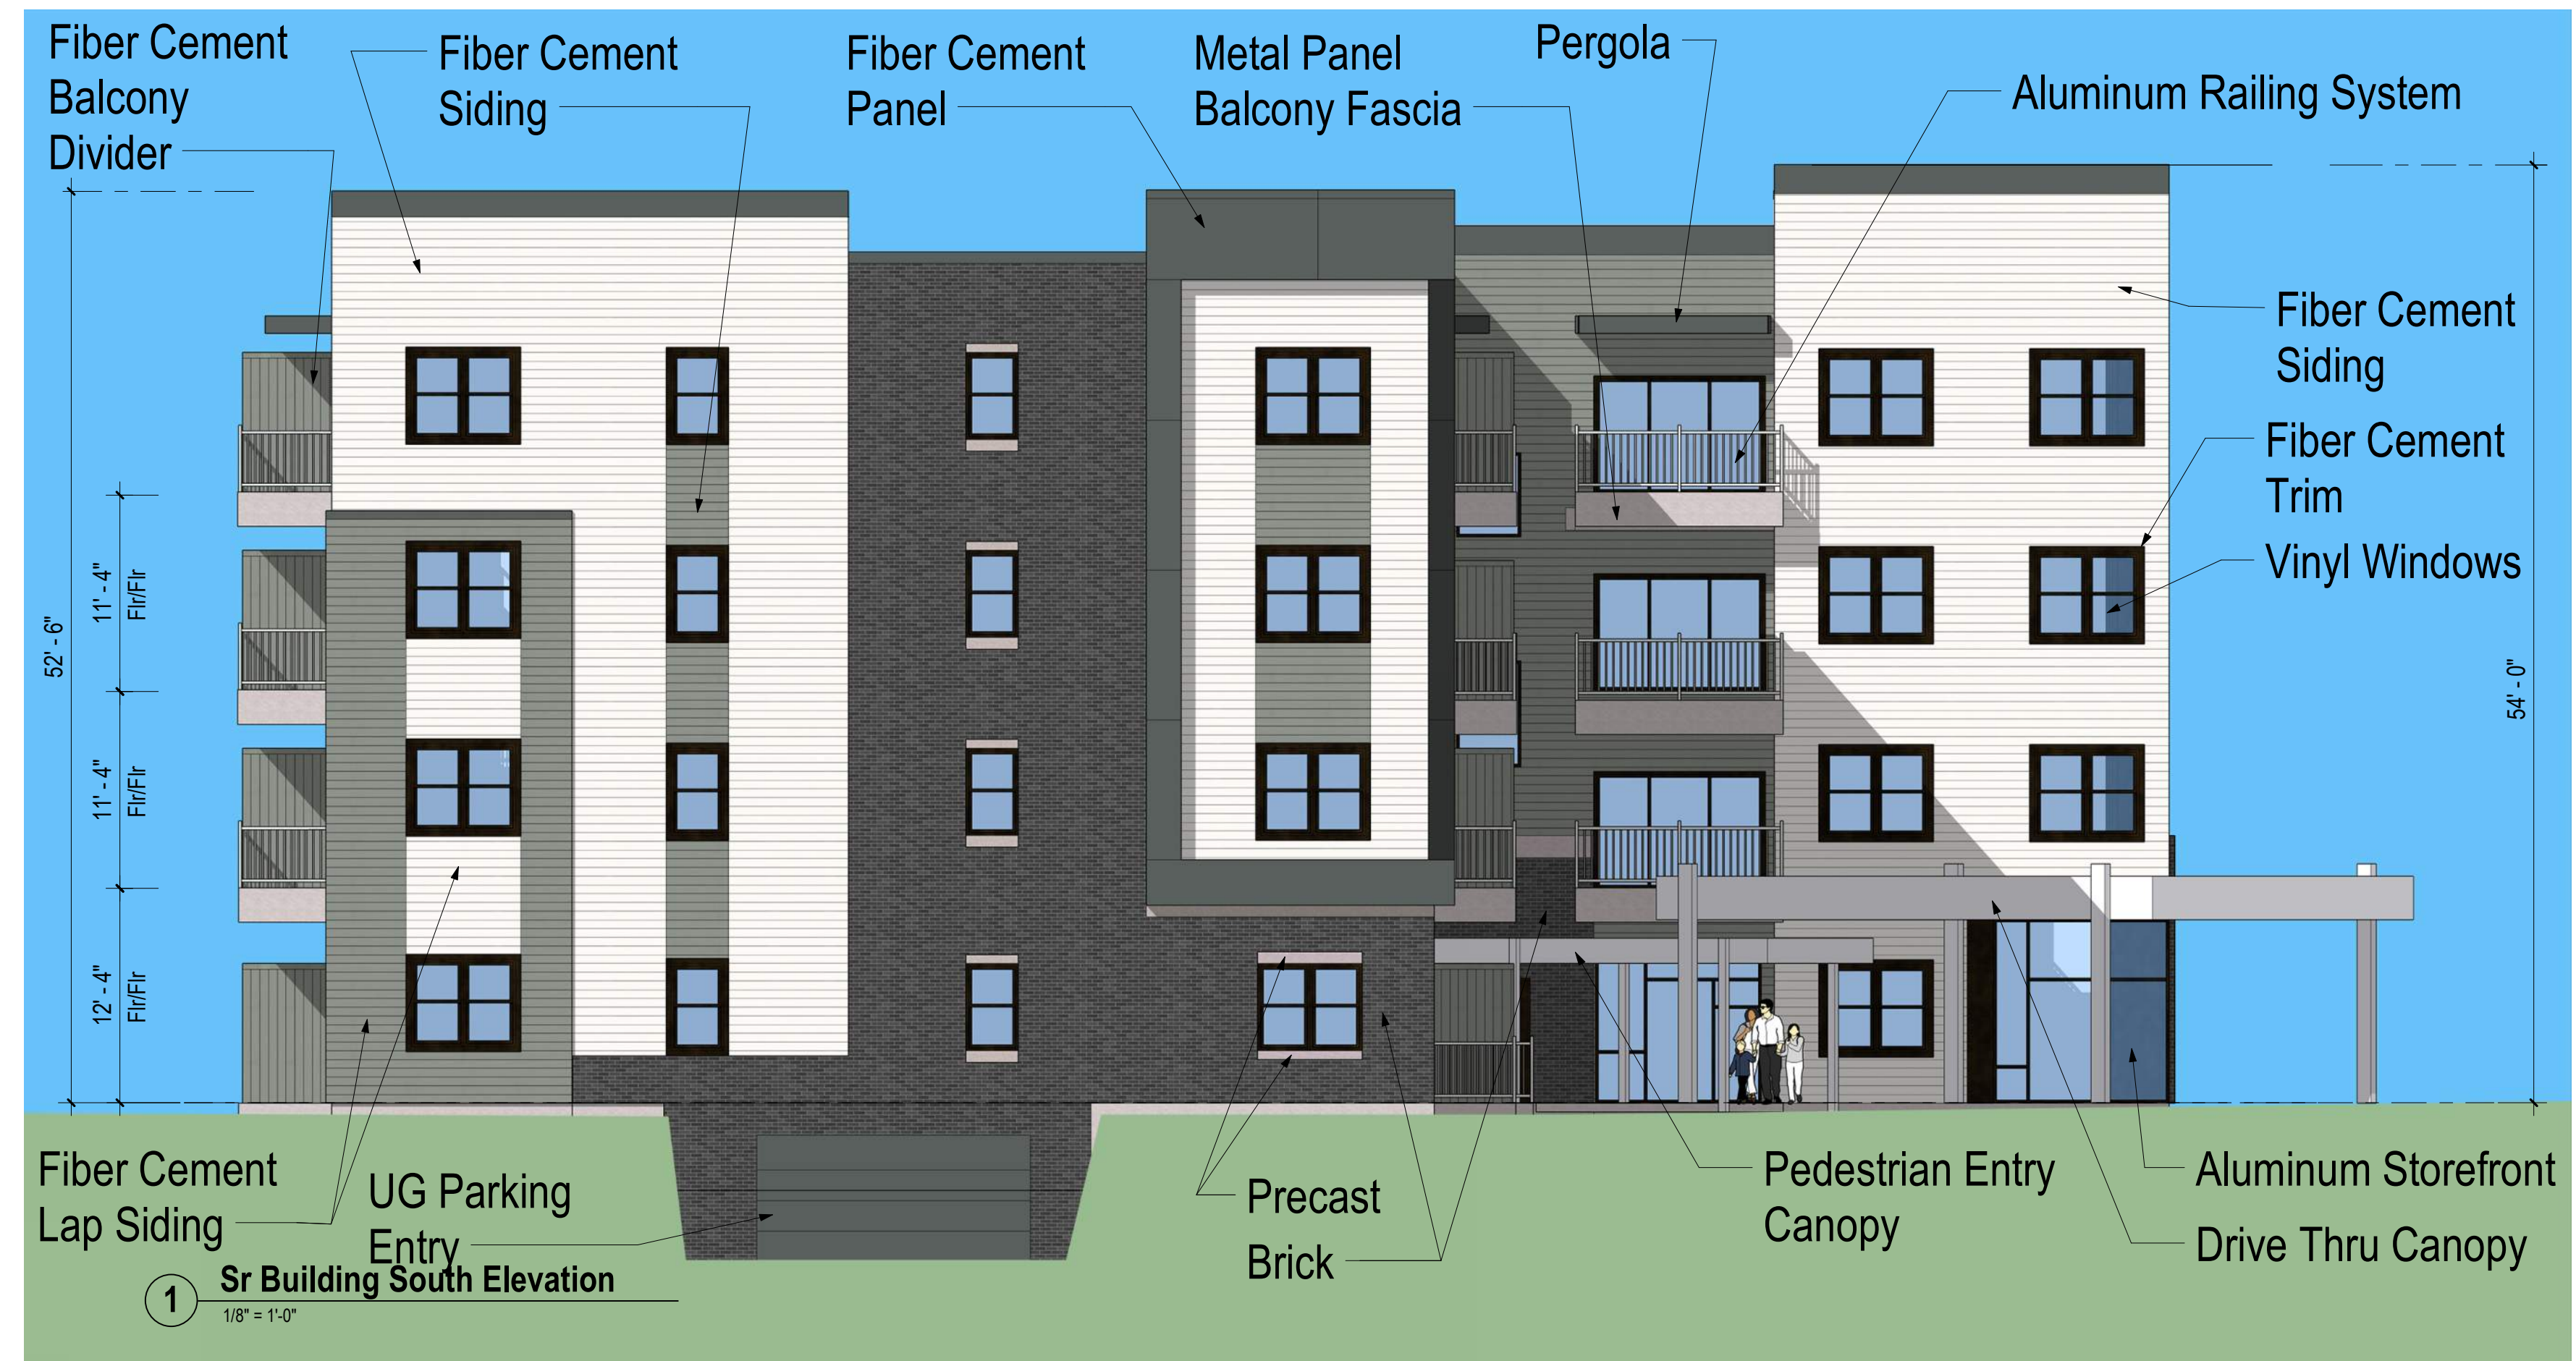 Fiber Cement
Balcony
Divider
Fiber Cement
Siding
Fiber Cement
Panel
Metal Panel
Balcony Fascia
Pergola
Aluminum Railing System
Fiber Cement
Siding
Fiber Cement
Trim
Vinyl Windows
52' - 6"
11' - 4"
Flr/Flr
11' - 4"
Flr/Flr
12' - 4"
Flr/Flr
54' - 0"
Fiber Cement
Lap Siding
UG Parking
Entry
Precast
Brick
Pedestrian Entry
Canopy
Aluminum Storefront
Drive Thru Canopy
1
Sr Building South Elevation
1/8" = 1'-0"